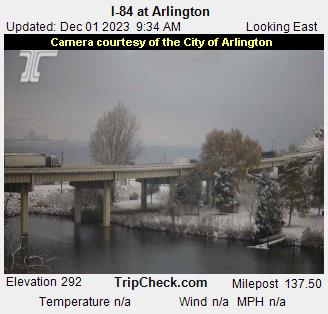 I-84 at Arlington
Updated: Dec 01 2023 9:34 AM Looking East
Camera courtesy of the City of Arlington
Elevation 292 TripCheck.com Milepost 137.50
Temperature n/a Wind n/a MPH n/a